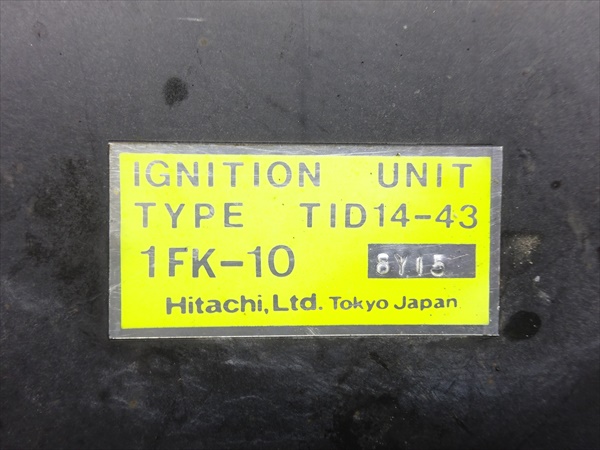 IGNITION UNIT
TYPE TID14-43
1FK-10 8Y15
Hitachi, Ltd. Tokyo Japan